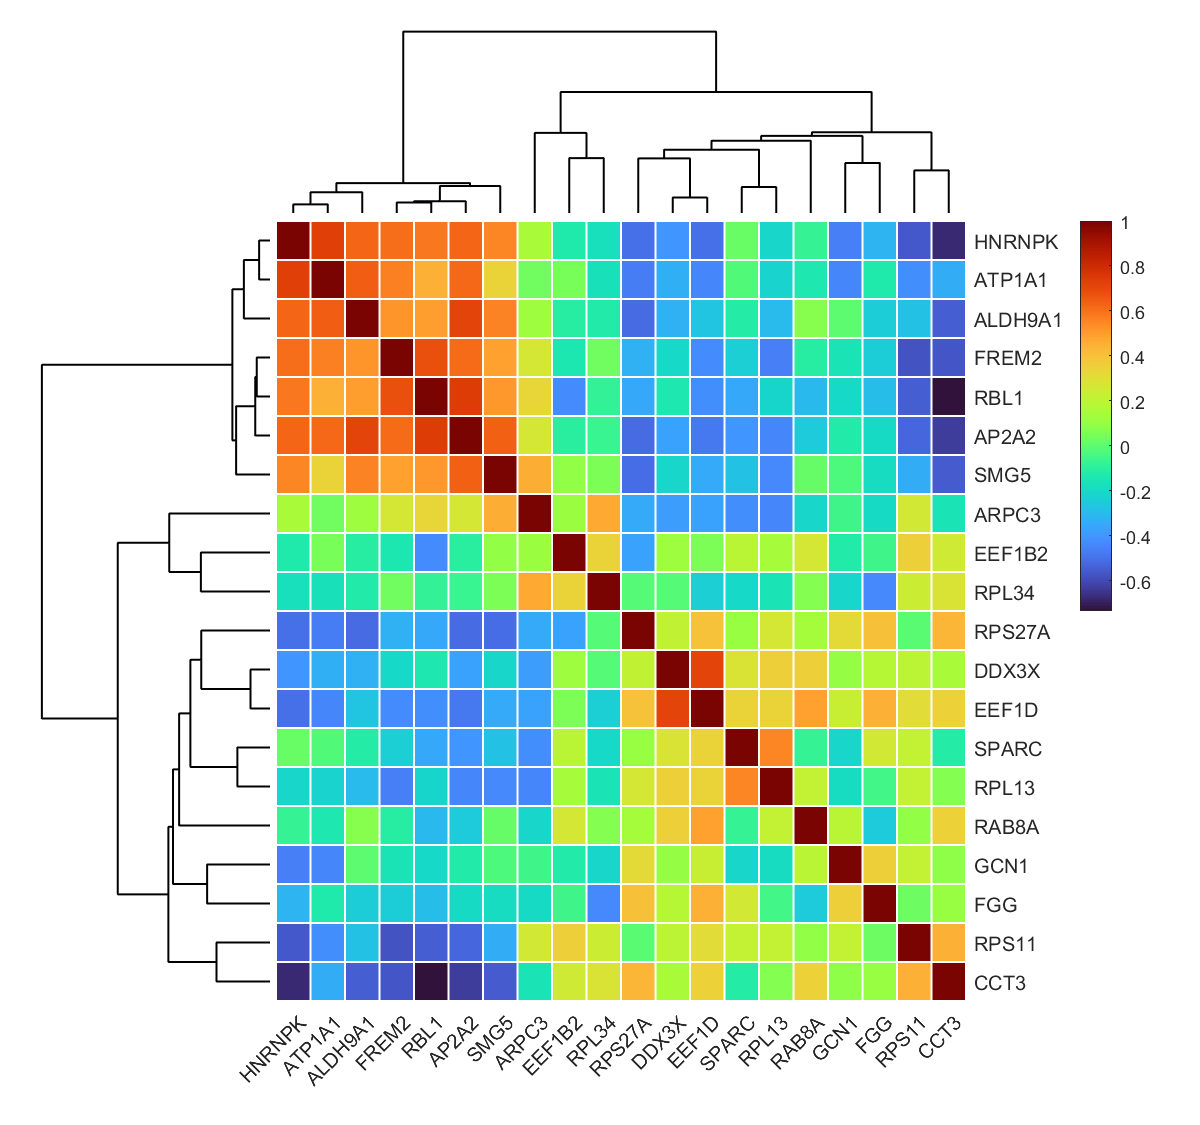 1
HNRNPK
0.8
ATP1A1
0.6
ALDH9A1
FREM2
0.4
RBL1
0.2
AP2A2
0
SMG5
-0.2
ARPC3
-0.4
EEF1B2
-0.6
RPL34
RPS27A
DDX3X
EEF1D
SPARC
RPL13
RAB8A
GCN1
FGG
RPS11
CCT3
HNRNPK
ATP1A1
ALDH9A1
FREM2
RBL1
AP2A2
SMG5
ARPC3
EEF1B2
RPL34
RPS27A
DDX3X
EEF1D
SPARC
RPL13
RAB8A
GCN1
FGG
RPS11
CCT3